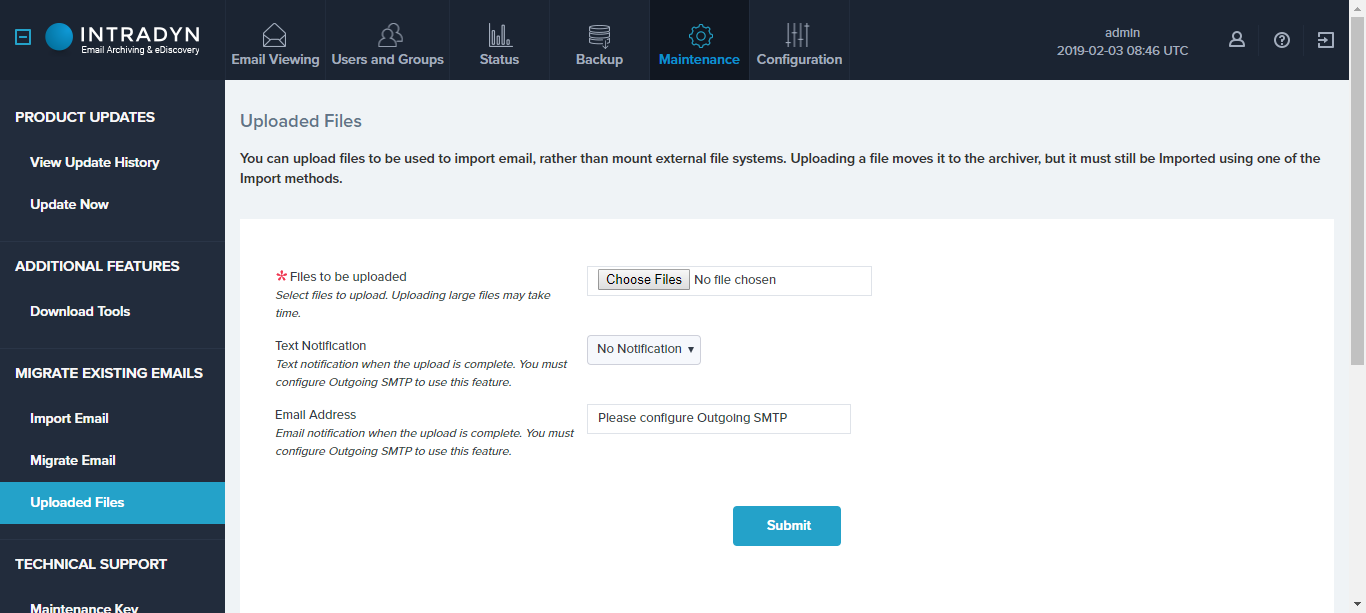 INTRADYN
Email Archiving & eDiscovery
Email Viewing
Users and Groups
Status
Backup
Maintenance
Configuration
admin
2019-02-03 08:46 UTC
PRODUCT UPDATES
View Update History
Update Now
ADDITIONAL FEATURES
Download Tools
MIGRATE EXISTING EMAILS
Import Email
Migrate Email
Uploaded Files
TECHNICAL SUPPORT
Maintenance Key
Uploaded Files
You can upload files to be used to import email, rather than mount external file systems. Uploading a file moves it to the archiver, but it must still be Imported using one of the
Import methods.
*Files to be uploaded
Select files to upload. Uploading large files may take
time.
Choose Files No file chosen
Text Notification
Text notification when the upload is complete. You must
configure Outgoing SMTP to use this feature.
No Notification
Email Address
Email notification when the upload is complete. You must
configure Outgoing SMTP to use this feature.
Please configure Outgoing SMTP
Submit